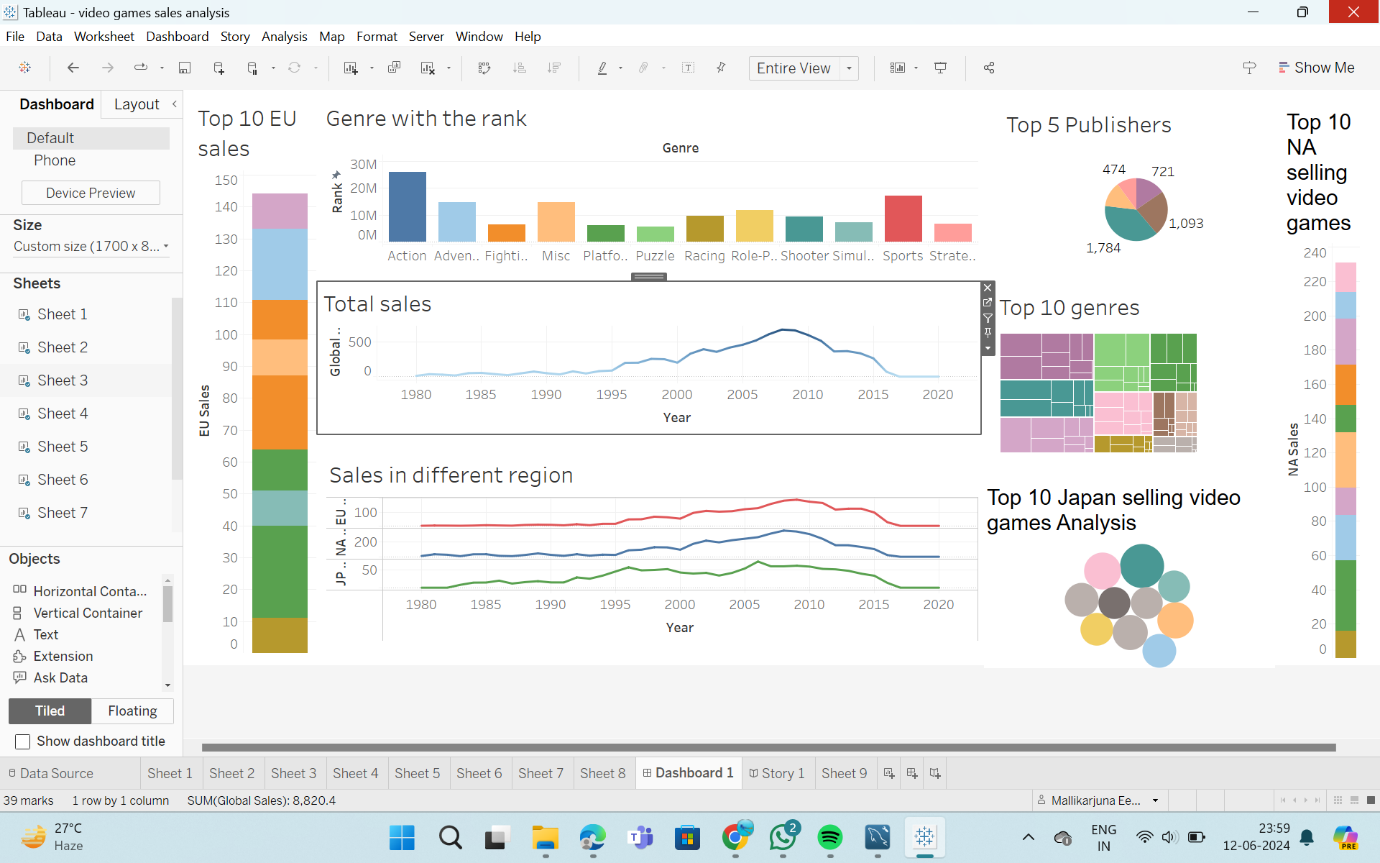 Tableau - video games sales analysis
File Data Worksheet Dashboard Story Analysis Map Format Server Window Help
Entire View
Show Me
Dashboard Layout
Default
Phone
Device Preview
Size
Custom size (1700 x 8...
Sheets
Sheet 1
Sheet 2
Sheet 3
Sheet 4
Sheet 5
Sheet 6
Sheet 7
Objects
Horizontal Conta...
Vertical Container
A Text
Extension
Ask Data
Tiled Floating
Show dashboard title
Top 10 EU
sales
150
140
130
120
110
100
90
80
70
60
50
40
30
20
10
0
EU Sales
Genre with the rank
Genre
Rank
30M
20M
10M
0M
Action Adven.. Fighti.. Misc Platfo.. Puzzle Racing Role-P.. Shooter Simul.. Sports Strate..
Total sales
Global ..
500
0
1980 1985 1990 1995 2000 2005 2010 2015 2020
Year
Sales in different region
EU ..
100
NA ..
200
JP ..
50
1980 1985 1990 1995 2000 2005 2010 2015 2020
Year
Top 5 Publishers
474 721
1,093
1,784
Top 10 genres
Top 10 Japan selling video
games Analysis
Top 10
NA
selling
video
games
240
220
200
180
160
140
120
100
80
60
40
20
0
NA Sales
Data Source Sheet 1 Sheet 2 Sheet 3 Sheet 4 Sheet 5 Sheet 6 Sheet 7 Sheet 8 Dashboard 1 Story 1 Sheet 9
39 marks 1 row by 1 column SUM(Global Sales): 8,820.4
Mallikarjuna Ee...
27°C
Haze
2
ENG
IN
23:59
12-06-2024
PRE